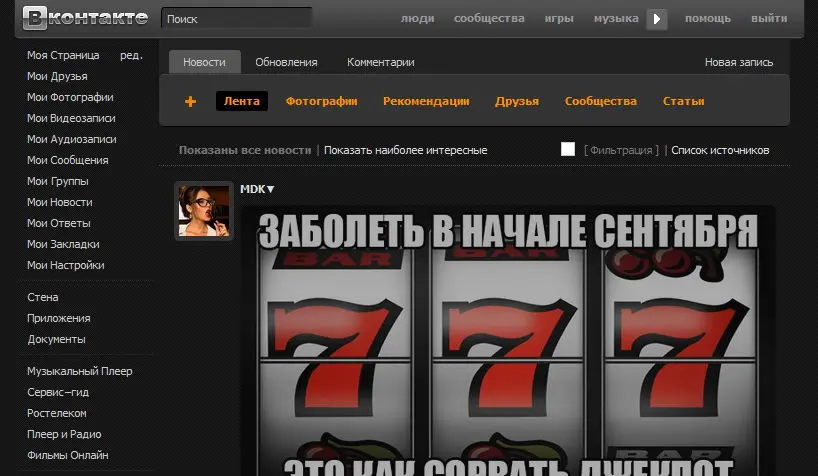 Вконтакте Поиск люди сообщества игры музыка помощь выйти
Моя Страница ред.
Мои Друзья
Мои Фотографии
Мои Видеозаписи
Мои Аудиозаписи
Мои Сообщения
Мои Группы
Мои Новости
Мои Ответы
Мои Закладки
Мои Настройки
Стена
Приложения
Документы
Музыкальный Плеер
Сервис-гид
Ростелеком
Плеер и Радио
Фильмы Онлайн
Новости Обновления Комментарии Новая запись
+ Лента Фотографии Рекомендации Друзья Сообщества Статьи
Показаны все новости | Показать наиболее интересные [ Фильтрация ] | Список источников
MDK▼
ЗАБОЛЕТЬ В НАЧАЛЕ СЕНТЯБРЯ
BAR BAR
7 7 7
BAR
ЭТО КАК СОРВАТЬ ДЖЕКПОТ